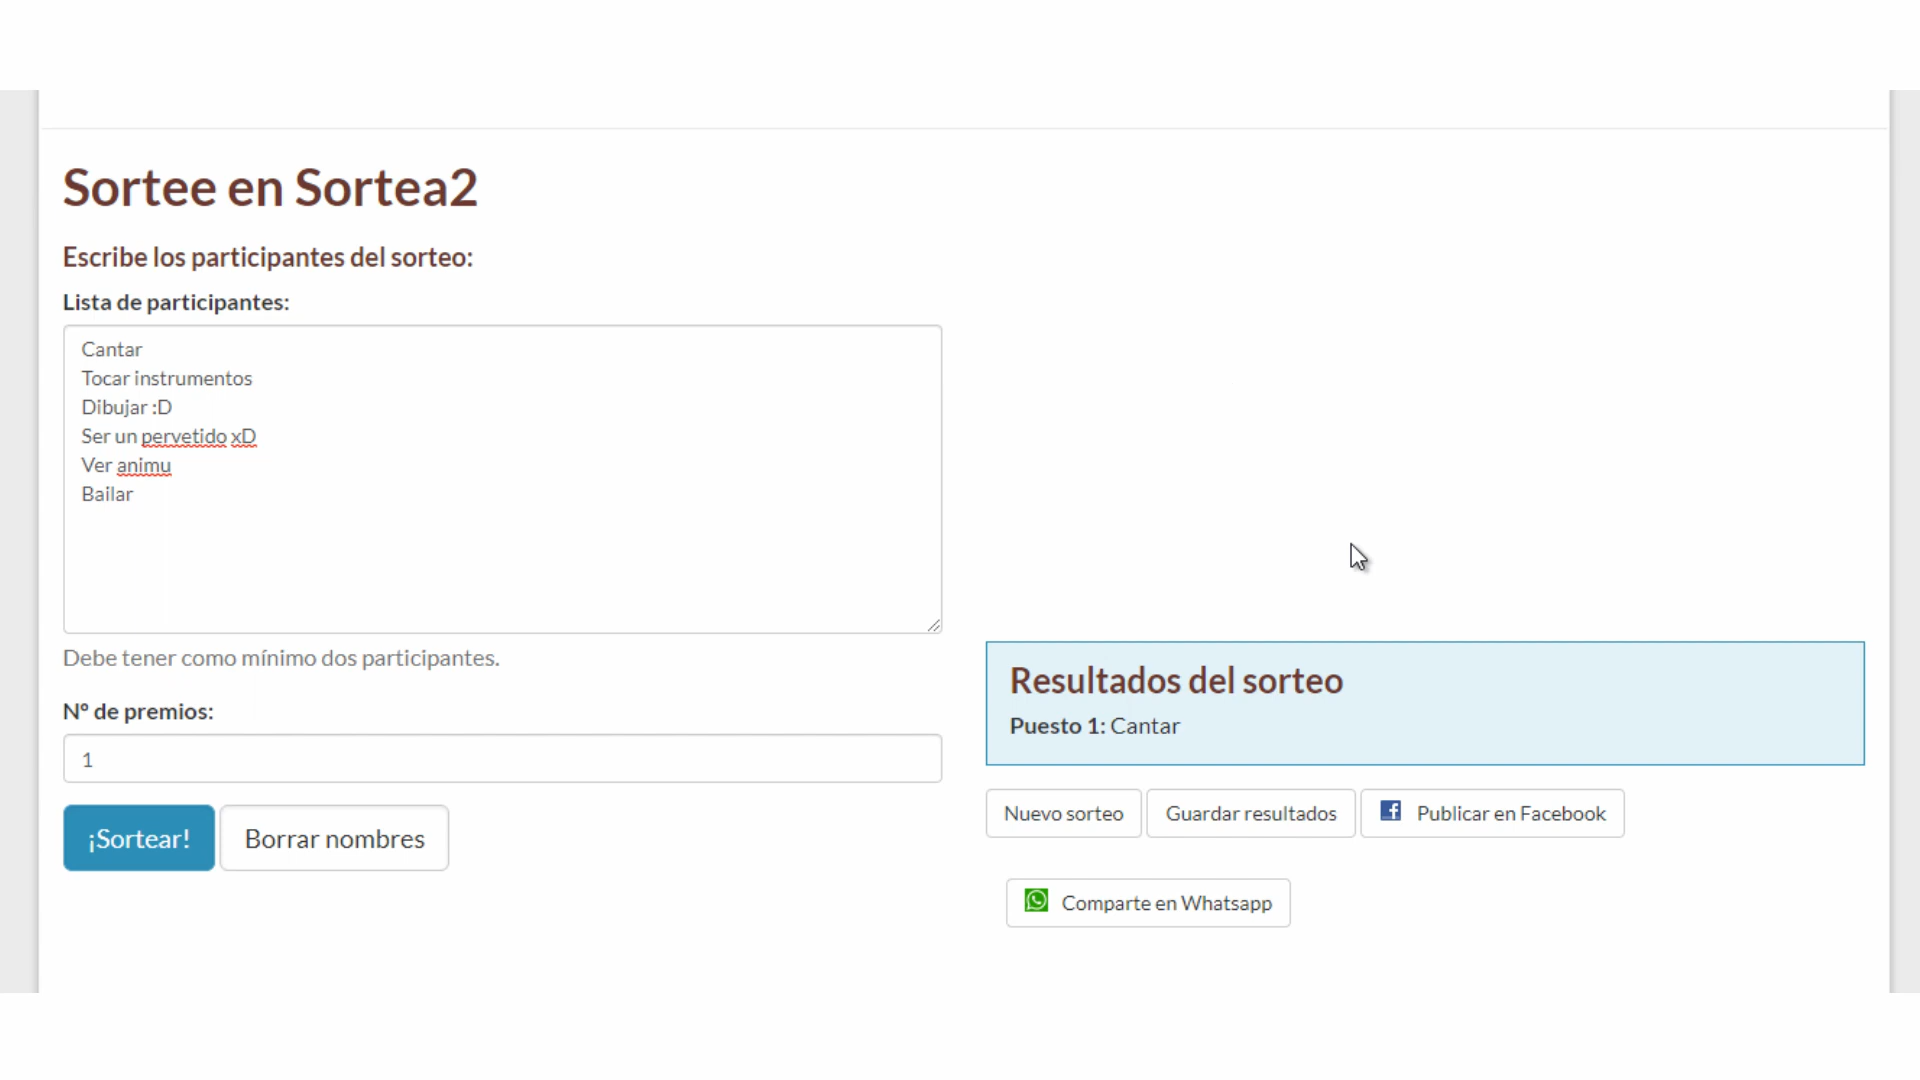 Sortee en Sortea2
Escribe los participantes del sorteo:
Lista de participantes:
Cantar
Tocar instrumentos
Dibujar :D
Ser un pervetido xD
Ver animu
Bailar
Debe tener como mínimo dos participantes.
Nº de premios:
1
¡Sortear!
Borrar nombres
Resultados del sorteo
Puesto 1: Cantar
Nuevo sorteo
Guardar resultados
Publicar en Facebook
Comparte en Whatsapp